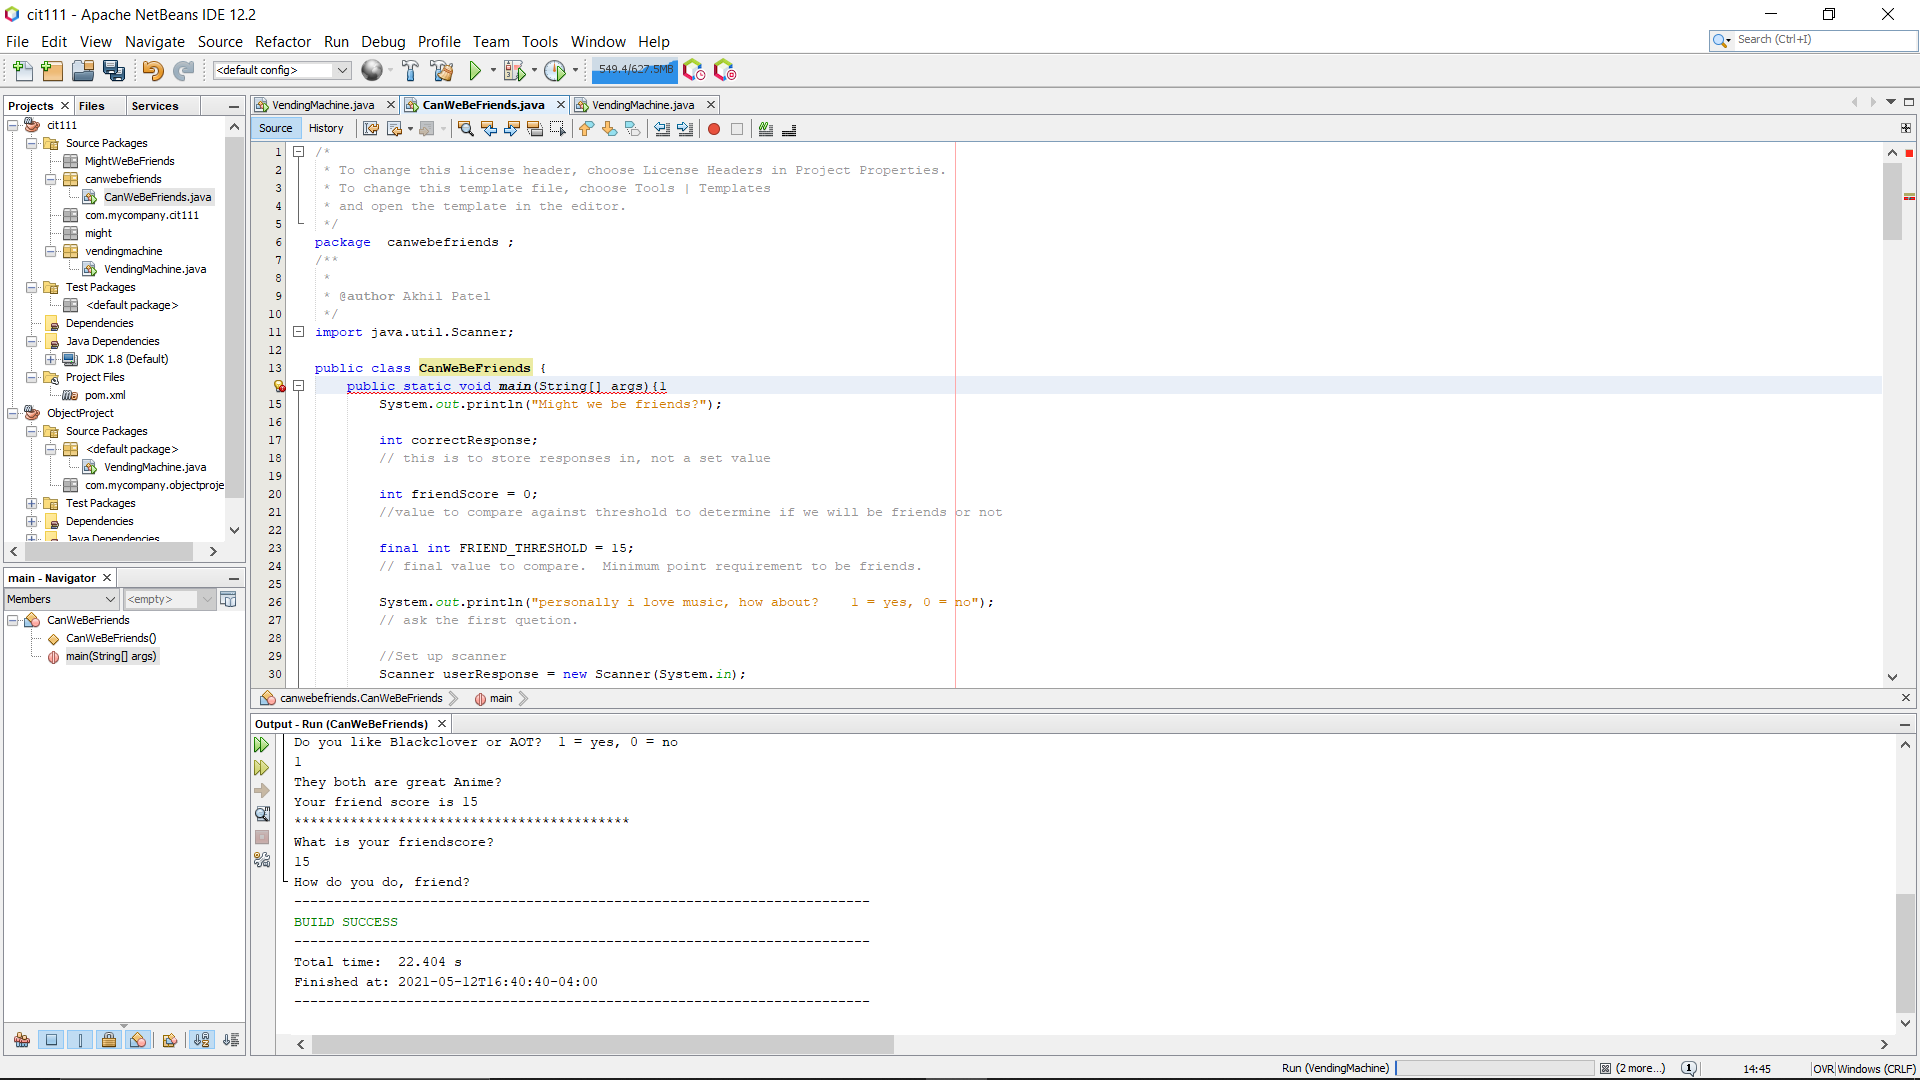 cit111 - Apache NetBeans IDE 12.2
File Edit View Navigate Source Refactor Run Debug Profile Team Tools Window Help
Search (Ctrl+I)
<default config>
549.4/627.5MB
Projects Files Services
cit111
Source Packages
MightWeBeFriends
canwebefriends
CanWeBeFriends.java
com.mycompany.cit111
might
vendingmachine
VendingMachine.java
Test Packages
<default package>
Dependencies
Java Dependencies
JDK 1.8 (Default)
Project Files
pom.xml
ObjectProject
Source Packages
<default package>
VendingMachine.java
com.mycompany.objectproje
Test Packages
Dependencies
Java Dependencies
main - Navigator
Members <empty>
CanWeBeFriends
CanWeBeFriends()
main(String[] args)
VendingMachine.java CanWeBeFriends.java VendingMachine.java
Source History
1 /*
2 * To change this license header, choose License Headers in Project Properties.
3 * To change this template file, choose Tools | Templates
4 * and open the template in the editor.
5 */
6 package  canwebefriends ;
7 /**
8 *
9 * @author Akhil Patel
10 */
11 import java.util.Scanner;
12
13 public class CanWeBeFriends {
public static void main(String[] args){1
15 System.out.println("Might we be friends?");
16
17 int correctResponse;
18 // this is to store responses in, not a set value
19
20 int friendScore = 0;
21 //value to compare against threshold to determine if we will be friends or not
22
23 final int FRIEND_THRESHOLD = 15;
24 // final value to compare.  Minimum point requirement to be friends.
25
26 System.out.println("personally i love music, how about?    1 = yes, 0 = no");
27 // ask the first quetion.
28
29 //Set up scanner
30 Scanner userResponse = new Scanner(System.in);
canwebefriends.CanWeBeFriends main
Output - Run (CanWeBeFriends)
Do you like Blackclover or AOT?  1 = yes, 0 = no
1
They both are great Anime?
Your friend score is 15
******************************************
What is your friendscore?
15
How do you do, friend?
------------------------------------------------------------------------
BUILD SUCCESS
------------------------------------------------------------------------
Total time:  22.404 s
Finished at: 2021-05-12T16:40:40-04:00
------------------------------------------------------------------------
Run (VendingMachine) (2 more...) 1 14:45 OVR Windows (CRLF)